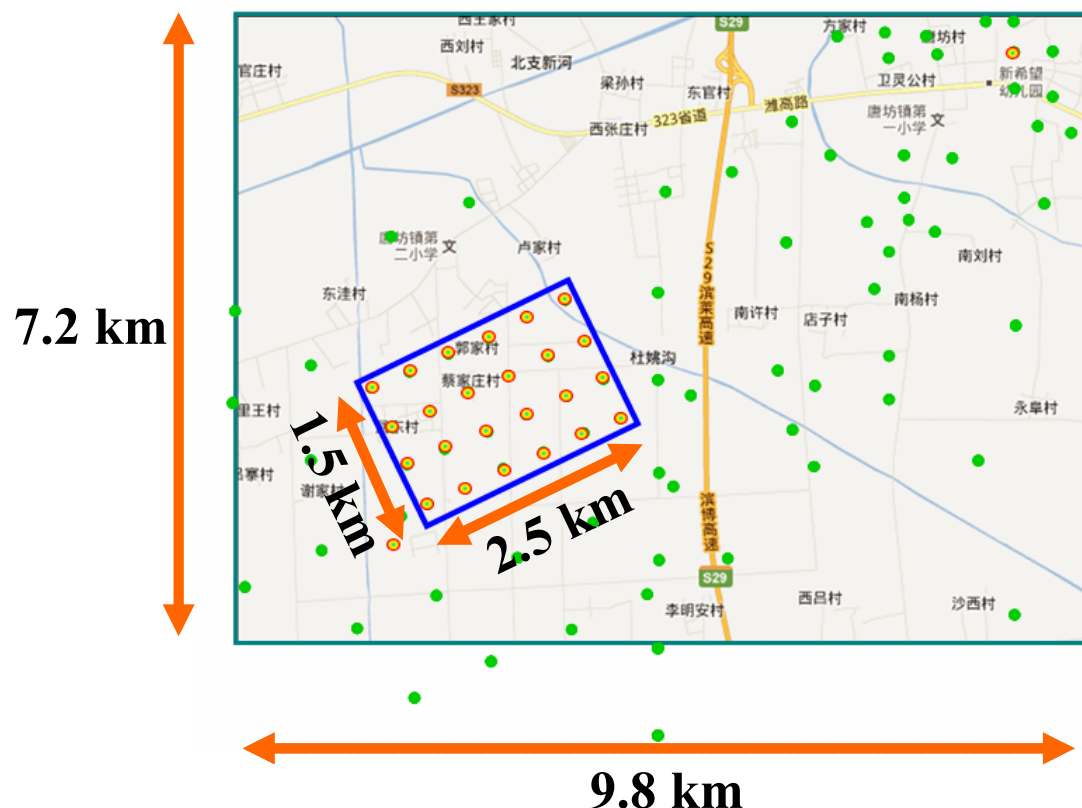 西王家村
S29
方家村
唐坊村
西刘村
北支新河
官庄村
梁孙村
东官村
卫灵公村
新希望
幼儿园
S323
潍高路
323省道
西张庄村
唐坊镇第
一小学 文
唐坊镇第
二小学 文
卢家村
S29滨莱高速
南刘村
东洼村
南杨村
南许村
店子村
7.2 km
郭家村
杜姚沟
蔡家庄村
里王村
永阜村
吕寨村
谢家村
1.5 km
2.5 km
滨博高速
S29
李明安村
西吕村
沙西村
9.8 km